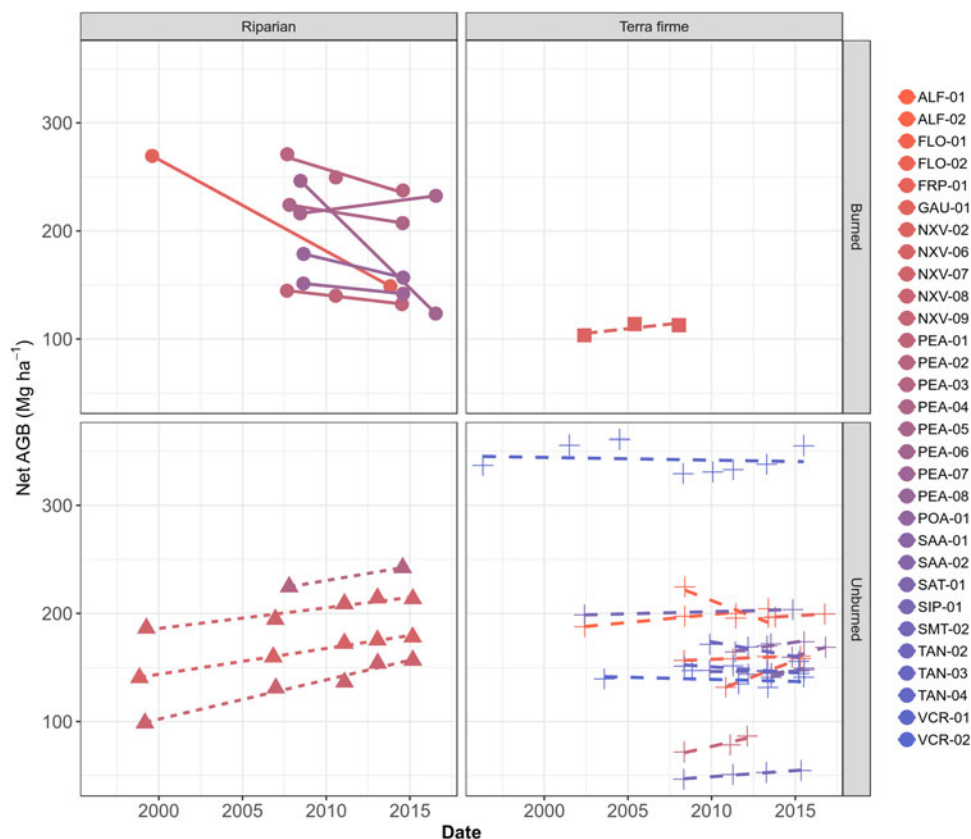 Riparian
Terra firme
300
200
100
Burned
Net AGB (Mg ha⁻¹)
300
200
100
Unburned
2000
2005
2010
2015
2000
2005
2010
2015
Date
ALF-01
ALF-02
FLO-01
FLO-02
FRP-01
GAU-01
NXV-02
NXV-06
NXV-07
NXV-08
NXV-09
PEA-01
PEA-02
PEA-03
PEA-04
PEA-05
PEA-06
PEA-07
PEA-08
POA-01
SAA-01
SAA-02
SAT-01
SIP-01
SMT-02
TAN-02
TAN-03
TAN-04
VCR-01
VCR-02